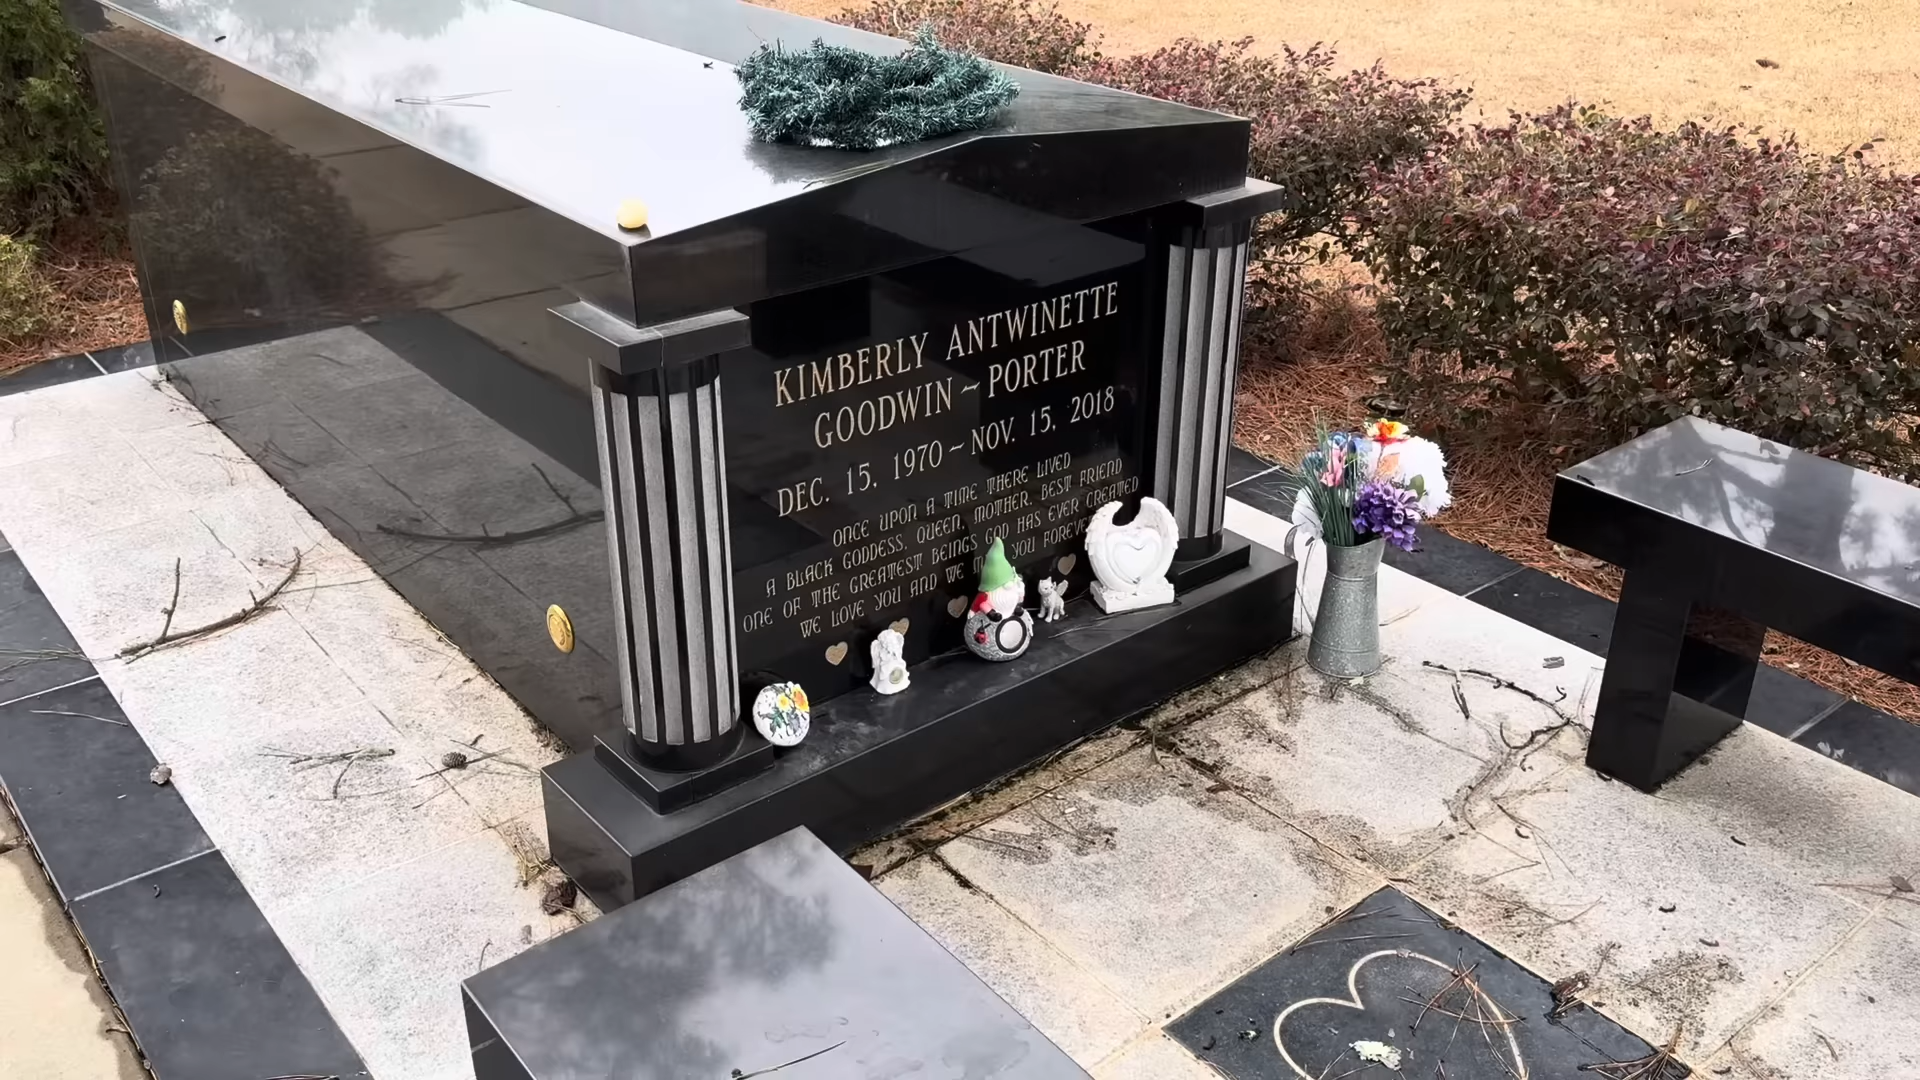 KIMBERLY ANTWINETTE
GOODWIN ~ PORTER
DEC. 15, 1970 ~ NOV. 15, 2018
ONCE UPON A TIME THERE LIVED
A BLACK GODDESS, QUEEN, MOTHER, BEST FRIEND
ONE OF THE GREATEST BEINGS GOD HAS EVER CREATED
WE LOVE YOU AND WE YOU FOREVER